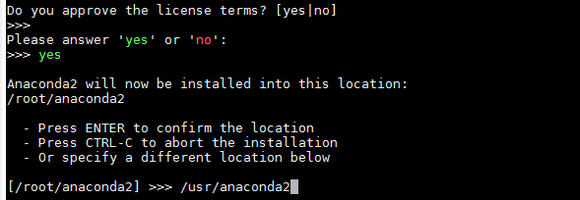 Do you approve the license terms? [yes|no]
>>>
Please answer 'yes' or 'no':
>>> yes
Anaconda2 will now be installed into this location:
/root/anaconda2
- Press ENTER to confirm the location
- Press CTRL-C to abort the installation
- Or specify a different location below
[/root/anaconda2] >>> /usr/anaconda2